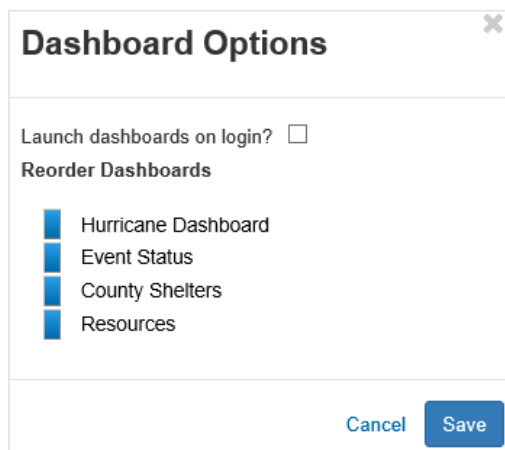 Dashboard Options
Launch dashboards on login?
Reorder Dashboards
Hurricane Dashboard
Event Status
County Shelters
Resources
Cancel Save